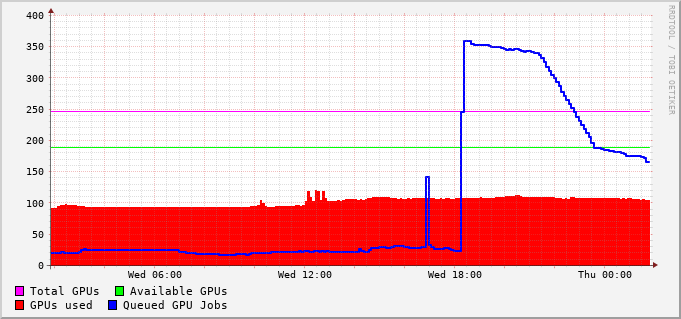 400
350
300
250
200
150
100
50
0
Wed 06:00 Wed 12:00 Wed 18:00 Thu 00:00
Total GPUs Available GPUs
GPUs used Queued GPU Jobs
RRDTOOL / TOBI OETIKER